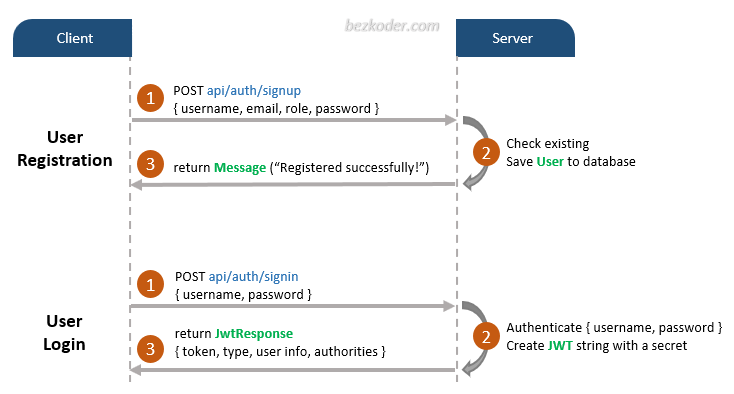 bezkoder.com
Client
Server
1
POST api/auth/signup
{ username, email, role, password }
User
Registration
2
Check existing
Save User to database
3
return Message (“Registered successfully!”)
1
POST api/auth/signin
{ username, password }
User
Login
2
Authenticate { username, password }
Create JWT string with a secret
3
return JwtResponse
{ token, type, user info, authorities }